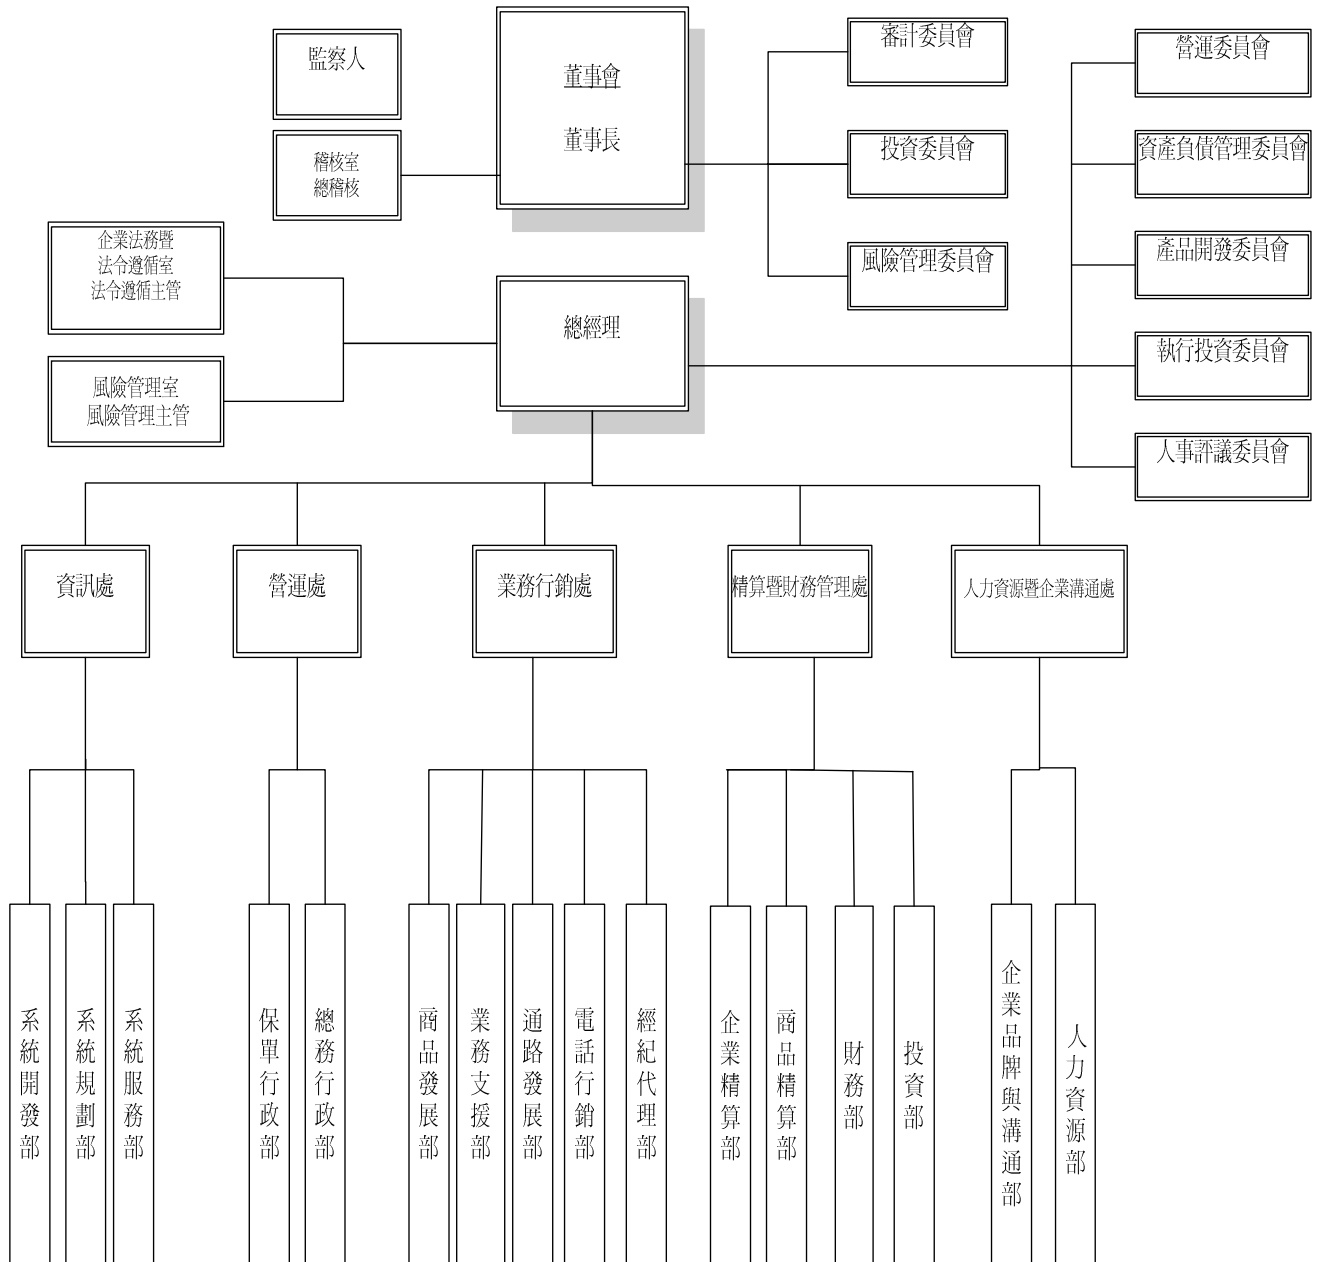 監察人
董事會
董事長
審計委員會
營運委員會
稽核室
總稽核
投資委員會
資產負債管理委員會
企業法務暨
法令遵循室
法令遵循主管
風險管理委員會
產品開發委員會
總經理
執行投資委員會
風險管理室
風險管理主管
人事評議委員會
資訊處
營運處
業務行銷處
精算暨財務管理處
人力資源暨企業溝通處
系統開發部
系統規劃部
系統服務部
保單行政部
總務行政部
商品發展部
業務支援部
通路發展部
電話行銷部
經紀代理部
企業精算部
商品精算部
財務部
投資部
企業品牌與溝通部
人力資源部